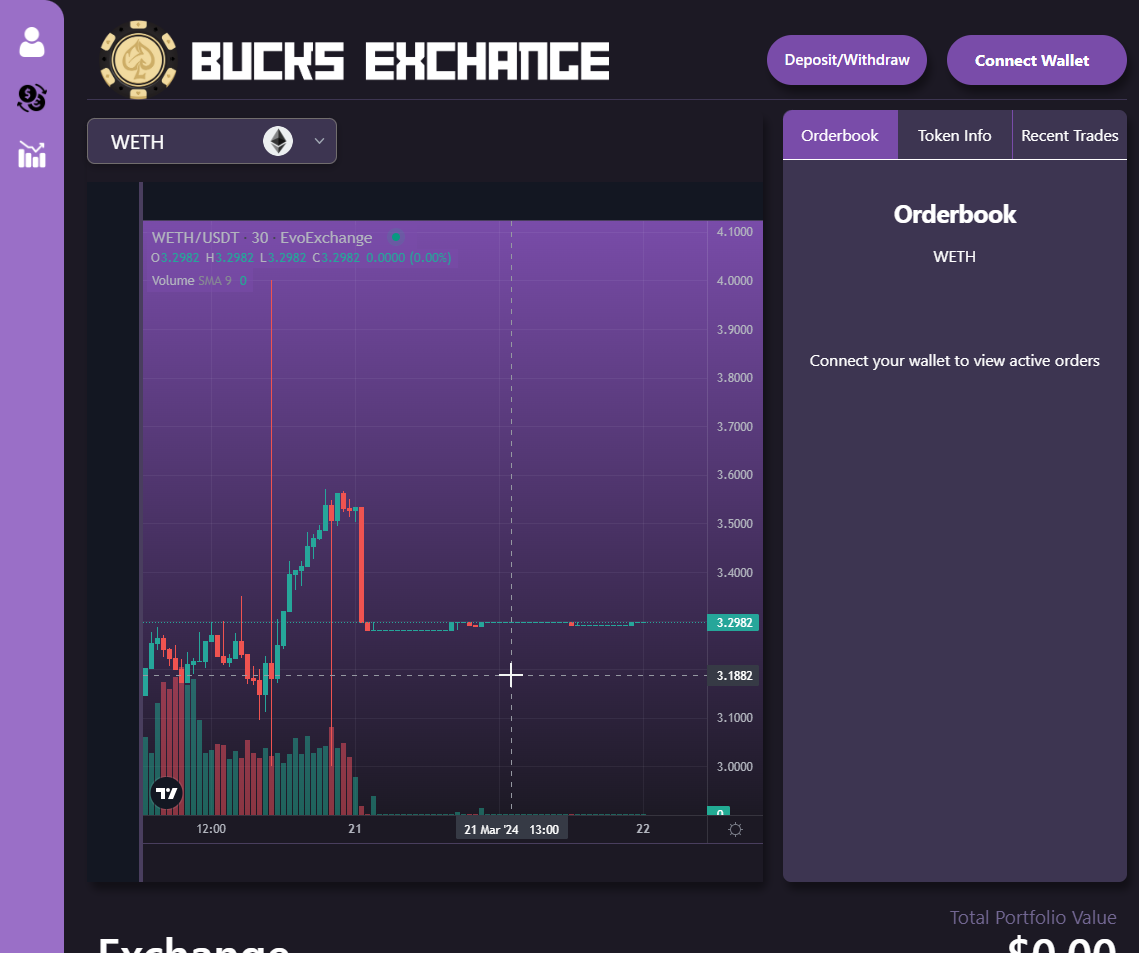 BUCKS EXCHANGE
Deposit/Withdraw
Connect Wallet
WETH
Orderbook
Token Info
Recent Trades
Orderbook
WETH
Connect your wallet to view active orders
WETH/USDT · 30 · EvoExchange
O3.2982 H3.2982 L3.2982 C3.2982 0.0000 (0.00%)
Volume SMA 9 0
4.1000
4.0000
3.9000
3.8000
3.7000
3.6000
3.5000
3.4000
3.2982
3.1882
3.1000
3.0000
0
12:00
21
21 Mar '24 13:00
22
Total Portfolio Value
Exchange
$0.00